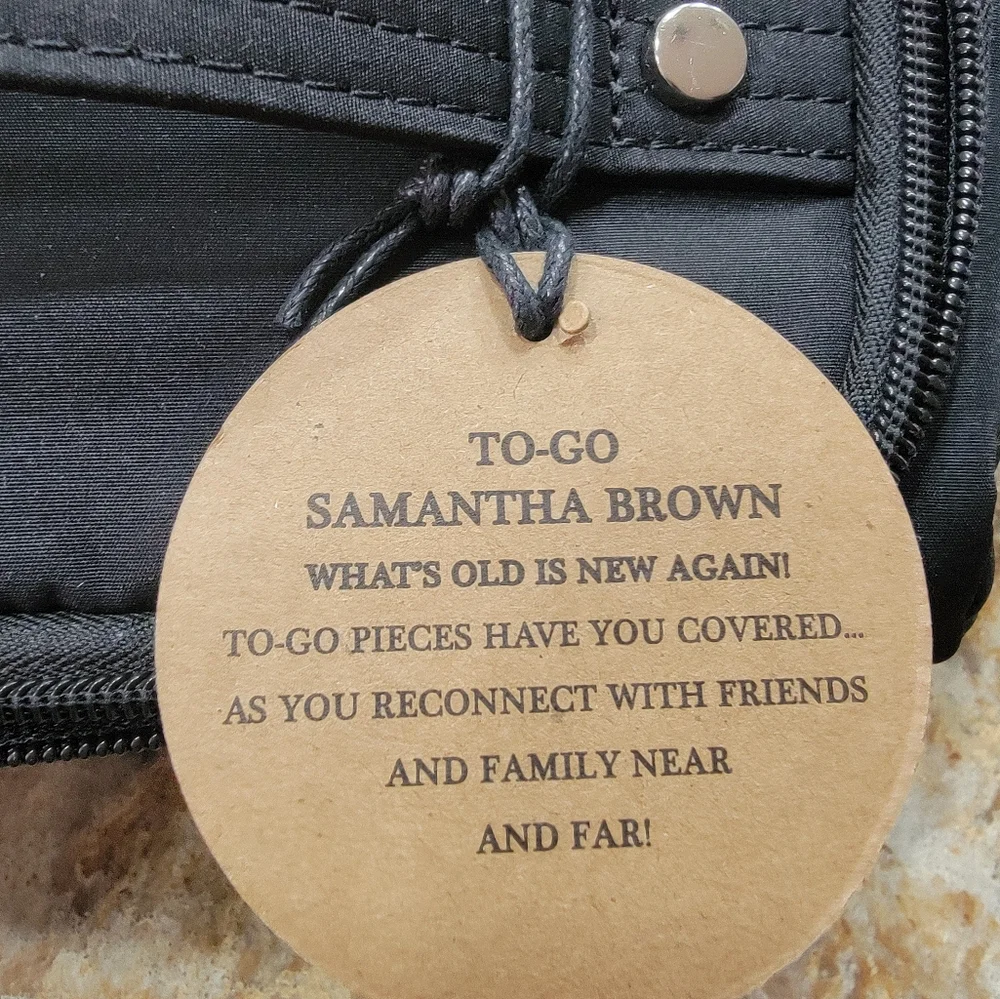 TO-GO
SAMANTHA BROWN
WHAT'S OLD IS NEW AGAIN!
TO-GO PIECES HAVE YOU COVERED...
AS YOU RECONNECT WITH FRIENDS
AND FAMILY NEAR
AND FAR!